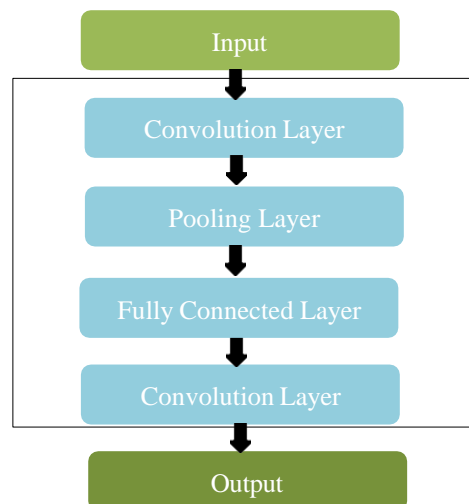 Input
Convolution Layer
Pooling Layer
Fully Connected Layer
Convolution Layer
Output